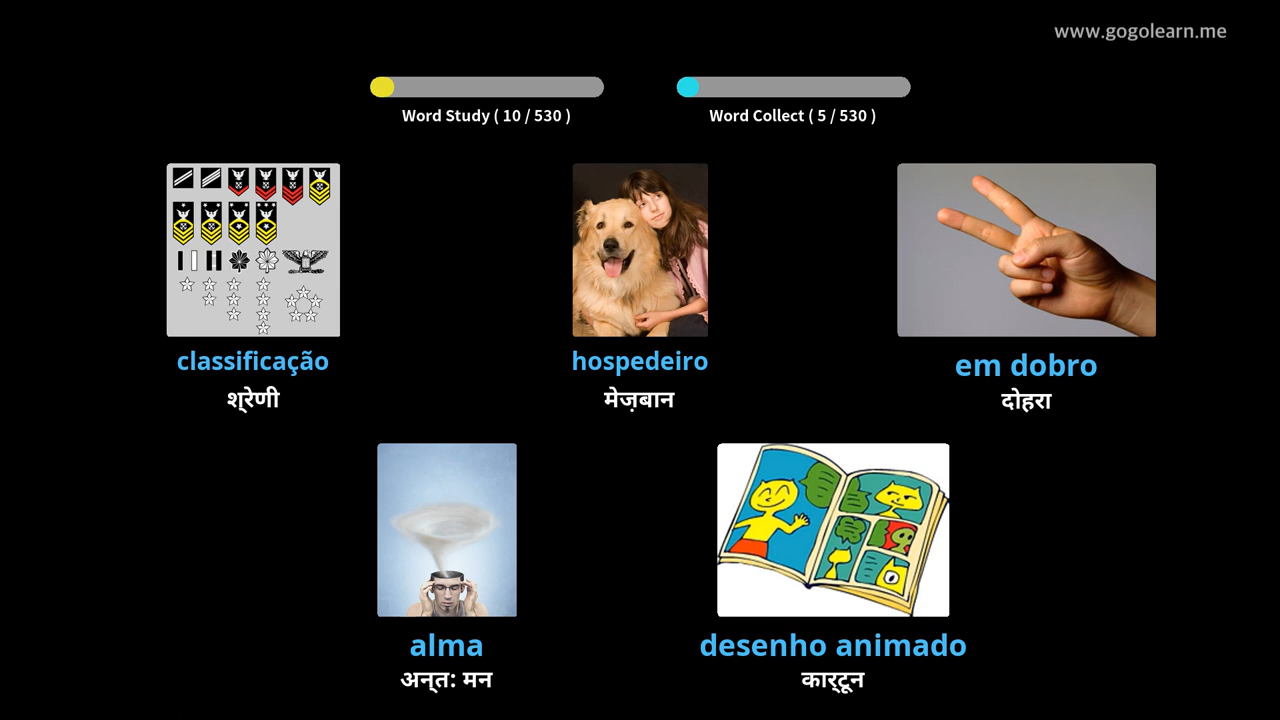 www.gogolearn.me
Word Study ( 10 / 530 )
Word Collect ( 5 / 530 )
classificação
श्रेणी
hospedeiro
मेज़बान
em dobro
दोहरा
alma
अन्त: मन
desenho animado
कार्टून